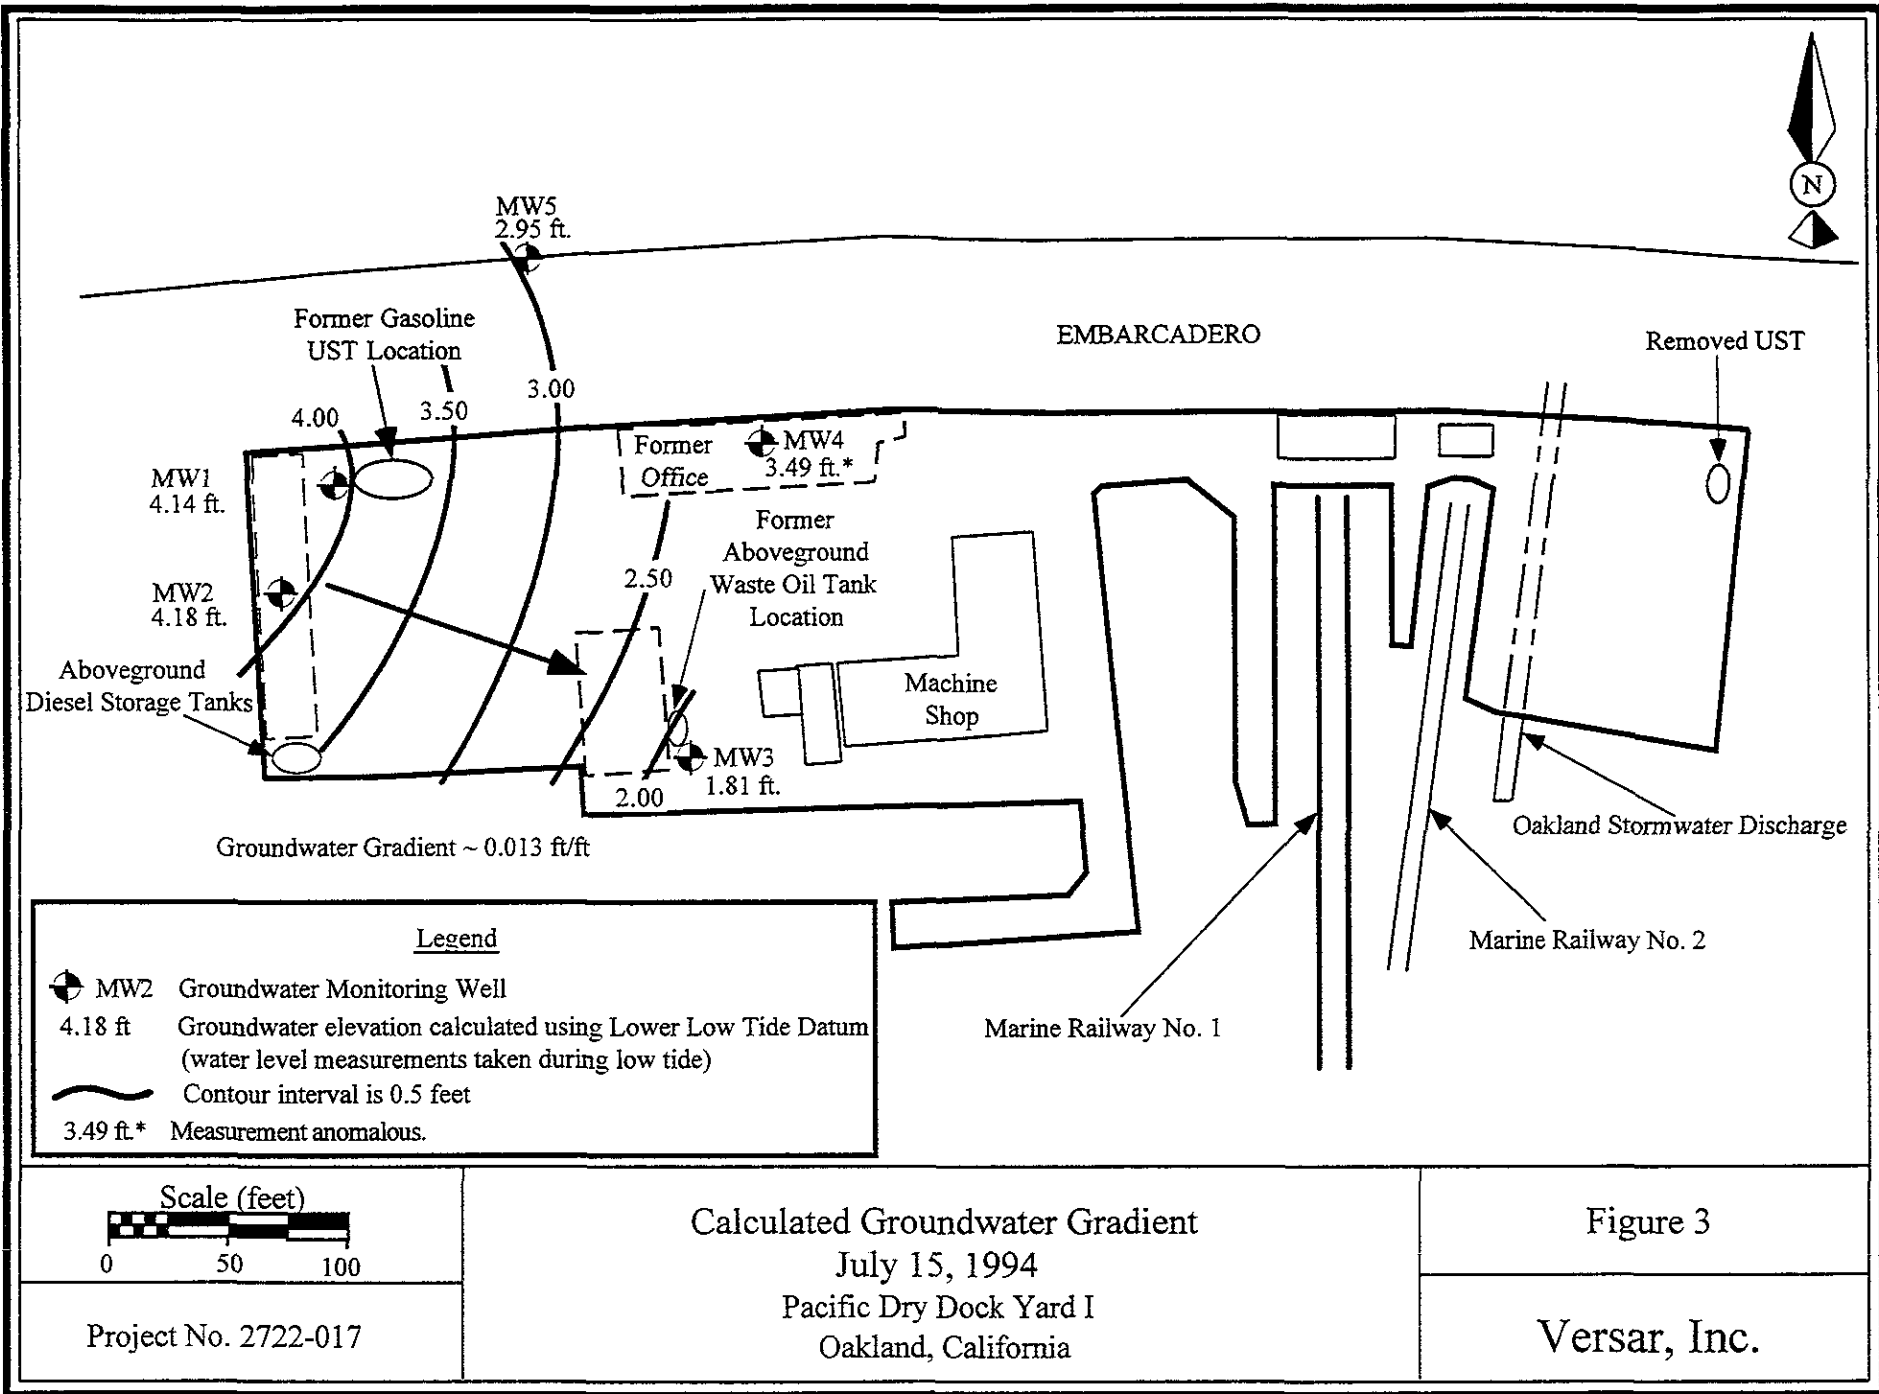 N
MW5
2.95 ft.
Former Gasoline
UST Location
EMBARCADERO
Removed UST
4.00
3.50
3.00
MW1
4.14 ft.
Former
Office
MW4
3.49 ft.*
MW2
4.18 ft.
2.50
Former
Aboveground
Waste Oil Tank
Location
Aboveground
Diesel Storage Tanks
Machine
Shop
MW3
1.81 ft.
2.00
Oakland Stormwater Discharge
Groundwater Gradient ~ 0.013 ft/ft
Marine Railway No. 2
Marine Railway No. 1
Legend
MW2 Groundwater Monitoring Well
4.18 ft Groundwater elevation calculated using Lower Low Tide Datum
(water level measurements taken during low tide)
Contour interval is 0.5 feet
3.49 ft.* Measurement anomalous.
Scale (feet)
0 50 100
Project No. 2722-017
Calculated Groundwater Gradient
July 15, 1994
Pacific Dry Dock Yard I
Oakland, California
Figure 3
Versar, Inc.